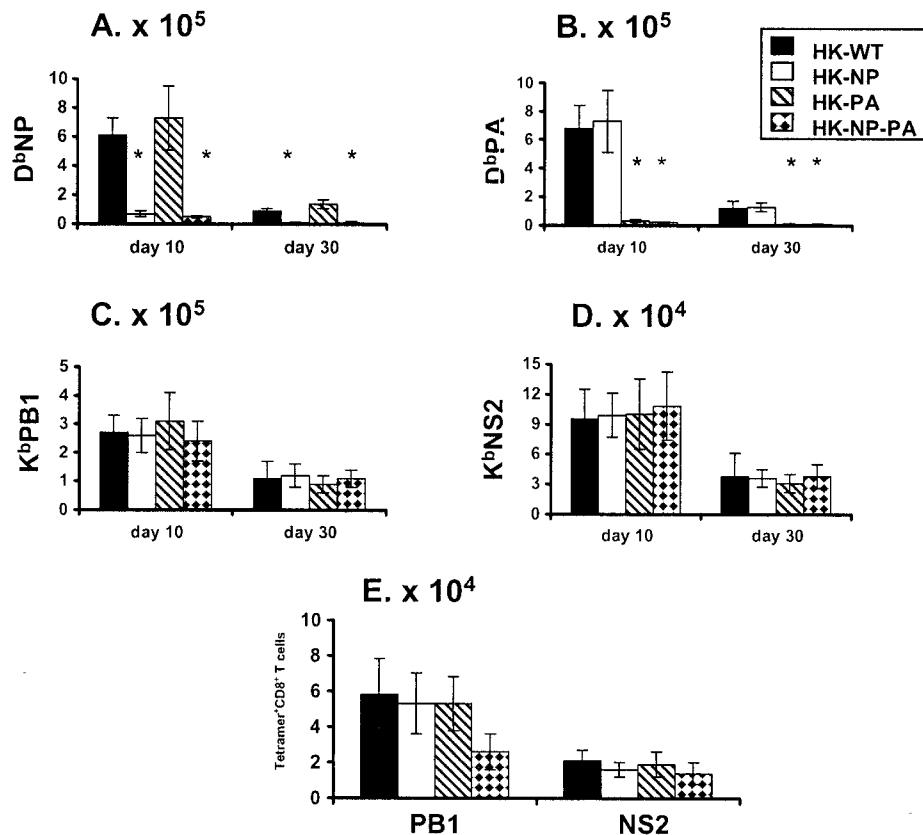 A. x 10⁵
B. x 10⁵
HK-WT
HK-NP
HK-PA
HK-NP-PA
DᵇNP
10
8
6
4
2
0
* * * *
day 10 day 30
DᵇPA
10
8
6
4
2
0
* * * *
day 10 day 30
C. x 10⁵
D. x 10⁴
KᵇPB1
5
4
3
2
1
0
day 10 day 30
KᵇNS2
15
12
9
6
3
0
day 10 day 30
E. x 10⁴
Tetramer⁺CD8⁺ T cells
10
8
6
4
2
0
PB1 NS2